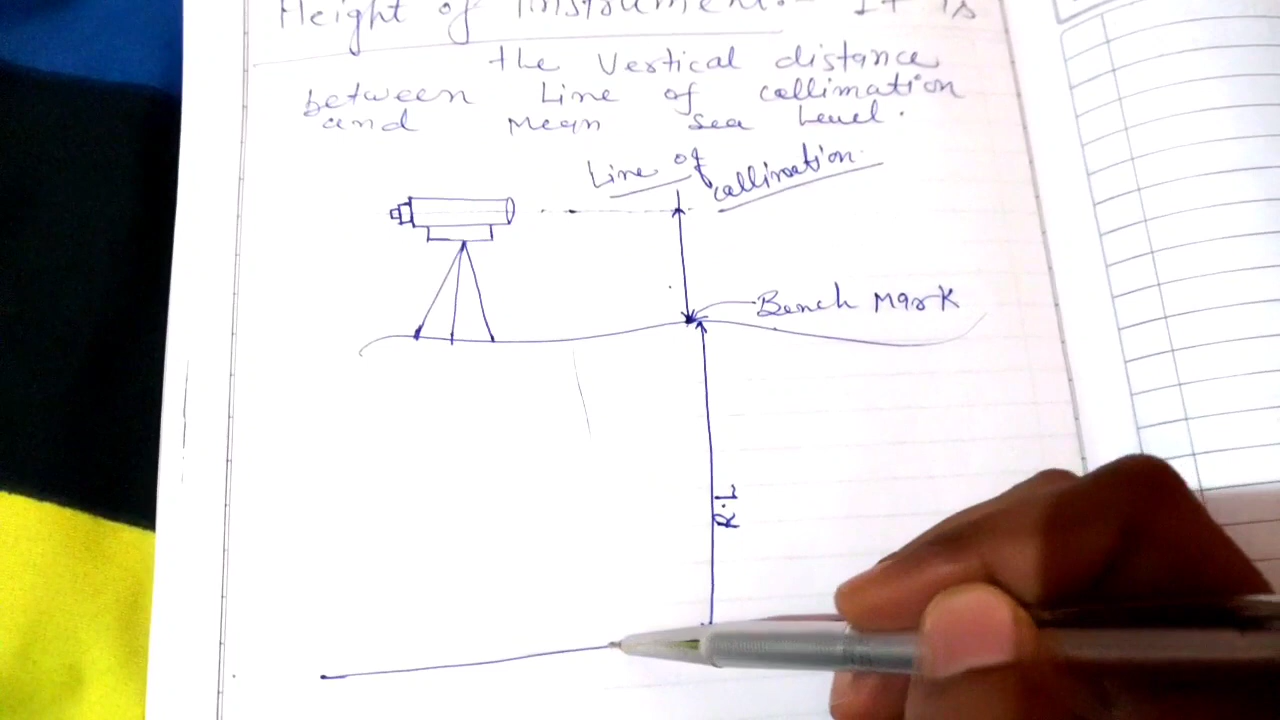 Height of Instrument:- It is
the Vertical distance
between Line of collimation
and Mean Sea Level.
Line of
collimation.
Bench Mark
R.L